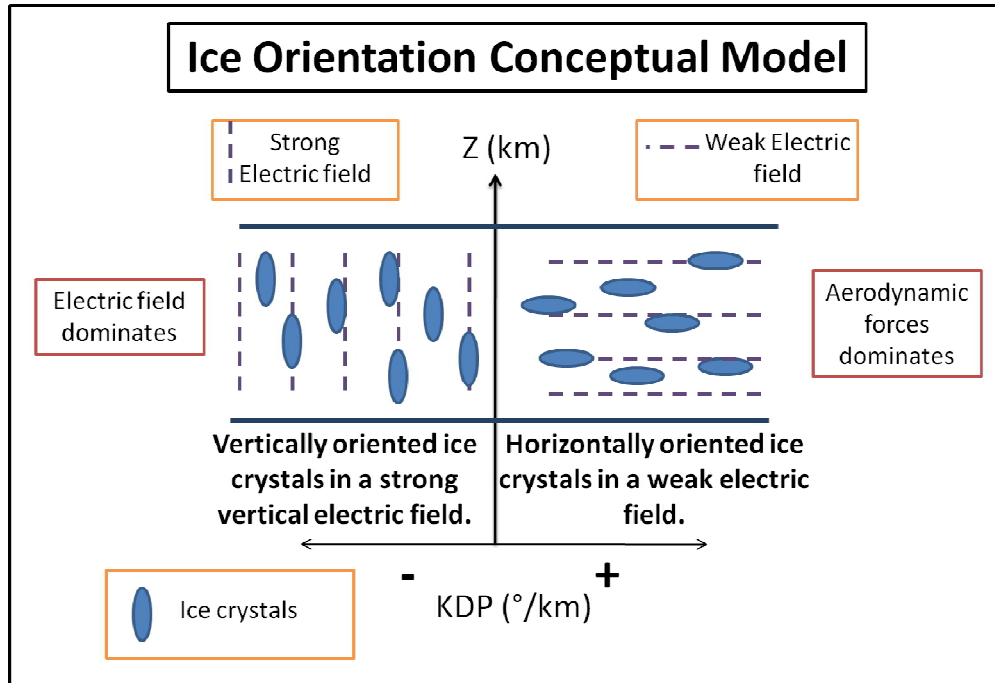 Ice Orientation Conceptual Model
Strong
Electric field
Z (km)
Weak Electric
field
Electric field
dominates
Aerodynamic
forces
dominates
Vertically oriented ice
crystals in a strong
vertical electric field.
Horizontally oriented ice
crystals in a weak electric
field.
- +
KDP (°/km)
Ice crystals